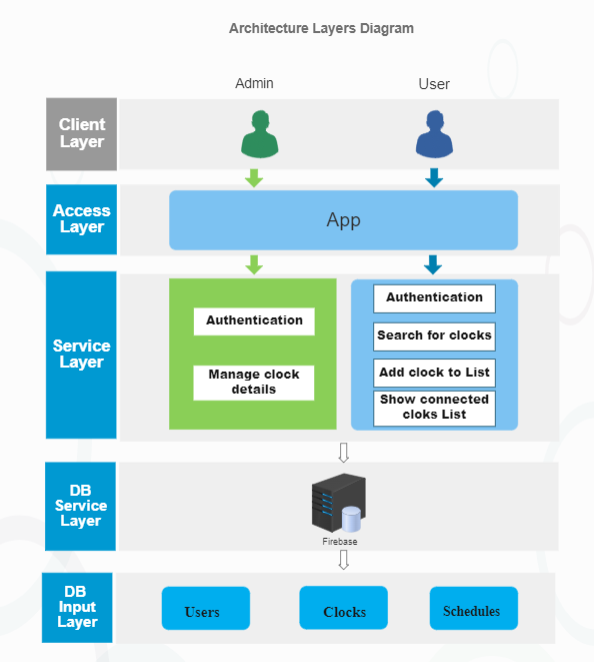 Architecture Layers Diagram
Admin
User
Client
Layer
Access
Layer
App
Service
Layer
Authentication
Manage clock
details
Authentication
Search for clocks
Add clock to List
Show connected
cloks List
DB
Service
Layer
Firebase
DB
Input
Layer
Users
Clocks
Schedules